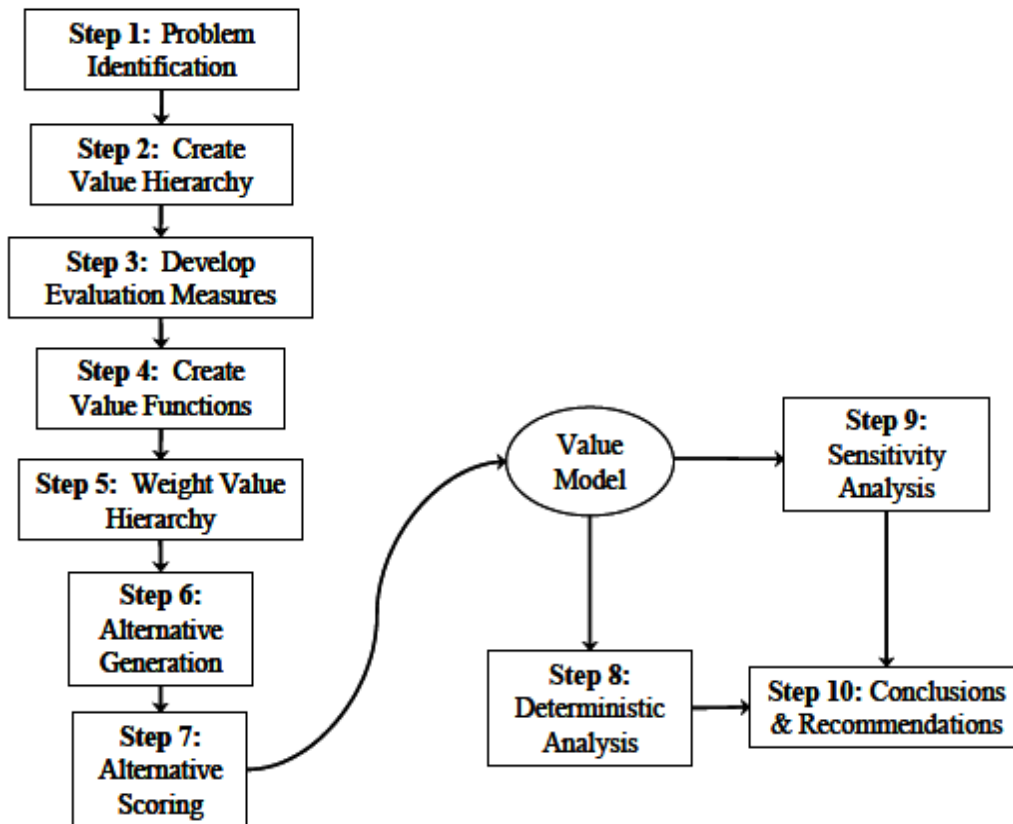 Step 1: Problem
Identification
Step 2: Create
Value Hierarchy
Step 3: Develop
Evaluation Measures
Step 4: Create
Value Functions
Step 5: Weight Value
Hierarchy
Step 6:
Alternative
Generation
Step 7:
Alternative
Scoring
Value
Model
Step 8:
Deterministic
Analysis
Step 9:
Sensitivity
Analysis
Step 10: Conclusions
& Recommendations